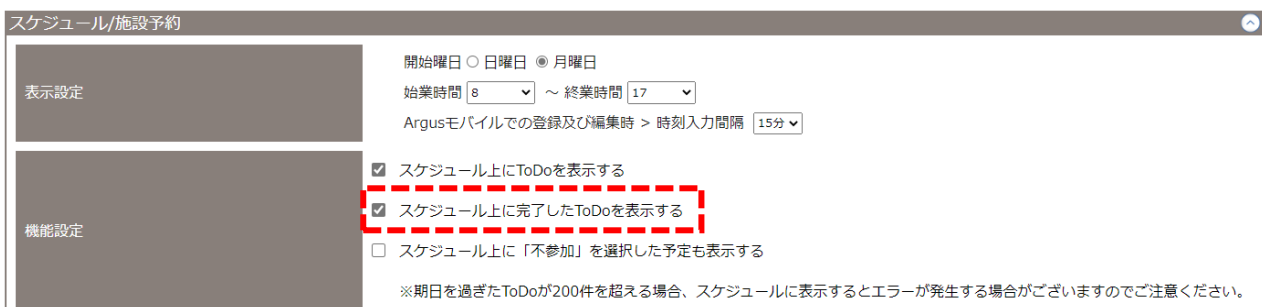 スケジュール/施設予約
表示設定
開始曜日 日曜日 月曜日
始業時間 8 ～ 終業時間 17
Argusモバイルでの登録及び編集時 > 時刻入力間隔 15分
機能設定
スケジュール上にToDoを表示する
スケジュール上に完了したToDoを表示する
スケジュール上に「不参加」を選択した予定も表示する
※期日を過ぎたToDoが200件を超える場合、スケジュールに表示するとエラーが発生する場合がございますのでご注意ください。